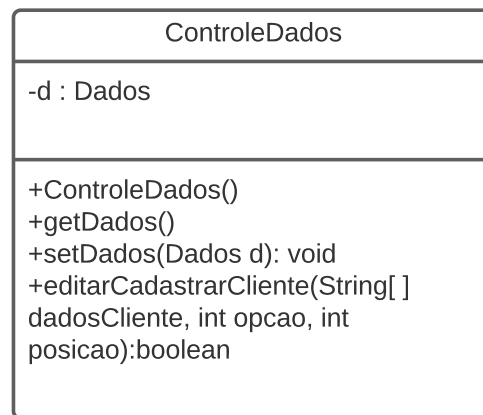 ControleDados
-d : Dados
+ControleDados()
+getDados()
+setDados(Dados d): void
+editarCadastrarCliente(String[ ]
dadosCliente, int opcao, int
posicao):boolean